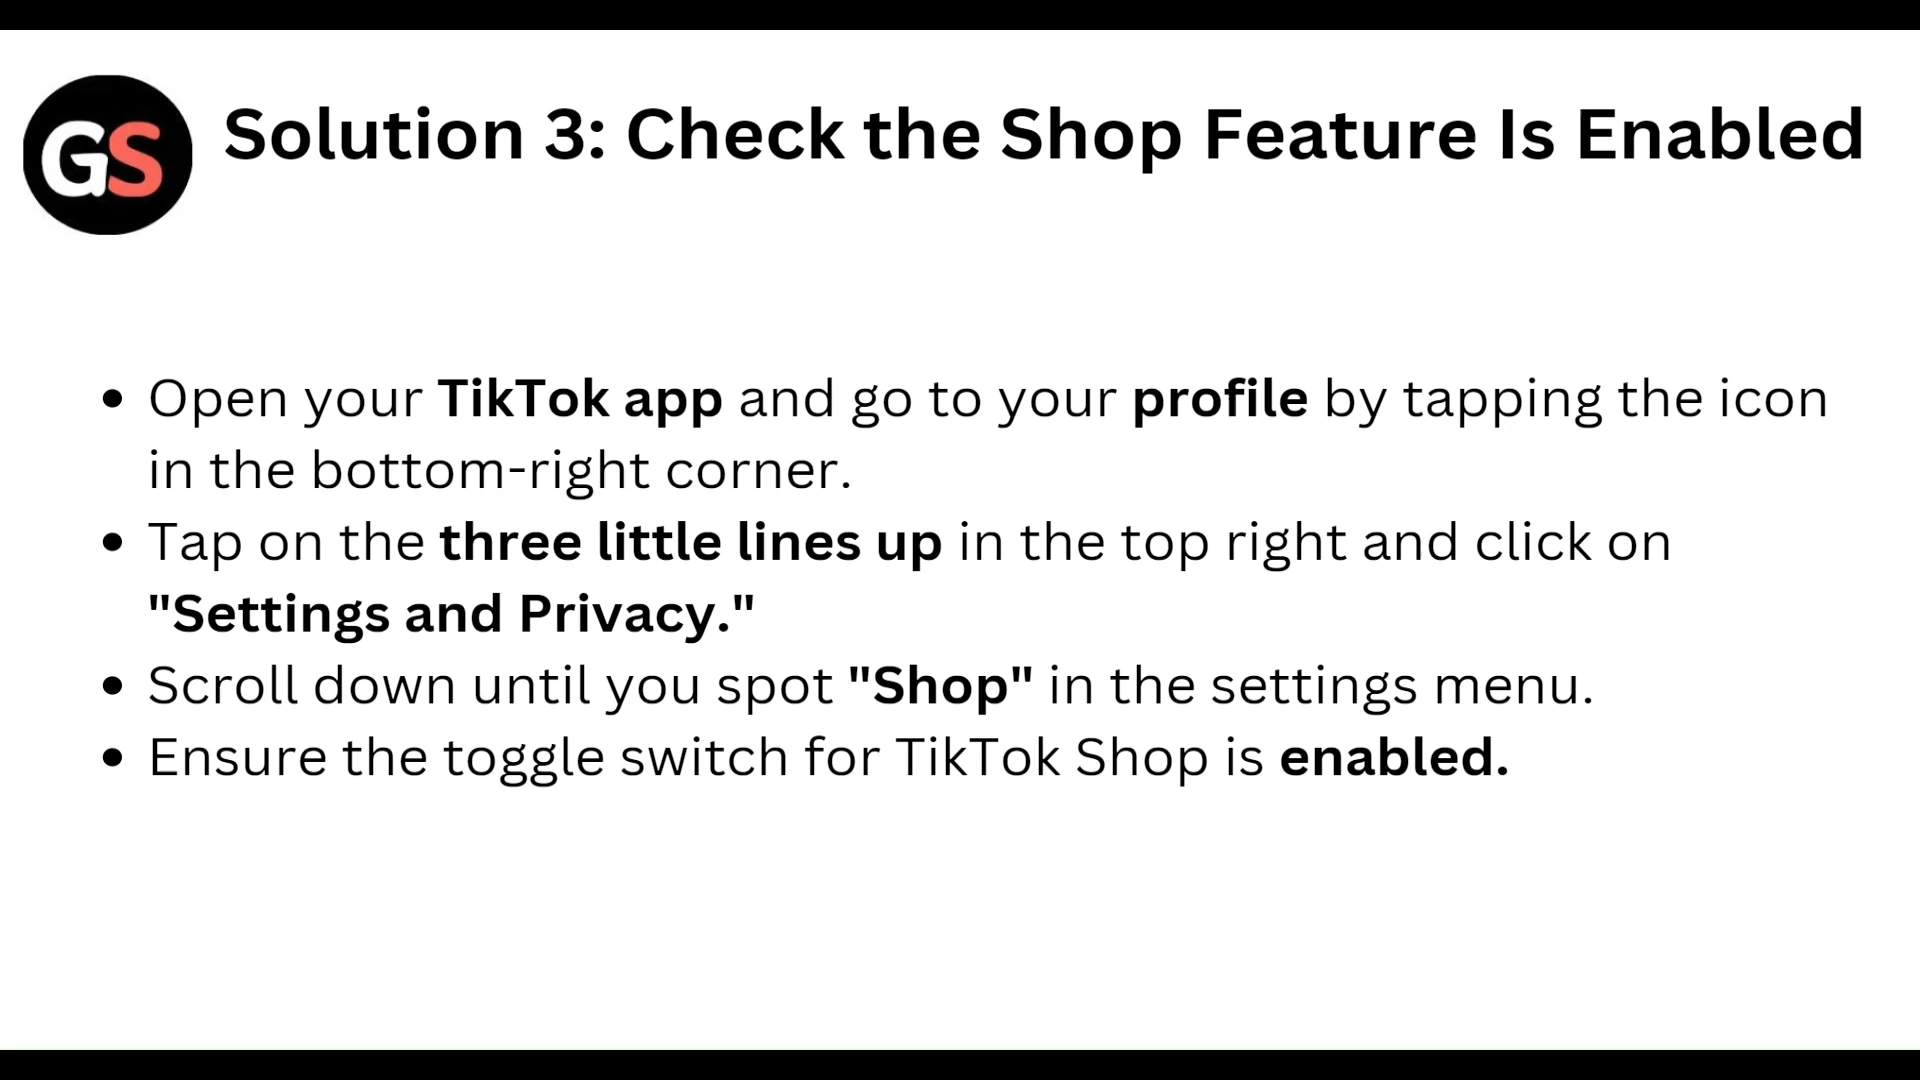 GS
Solution 3: Check the Shop Feature Is Enabled
• Open your TikTok app and go to your profile by tapping the icon
in the bottom-right corner.
• Tap on the three little lines up in the top right and click on
"Settings and Privacy."
• Scroll down until you spot "Shop" in the settings menu.
• Ensure the toggle switch for TikTok Shop is enabled.